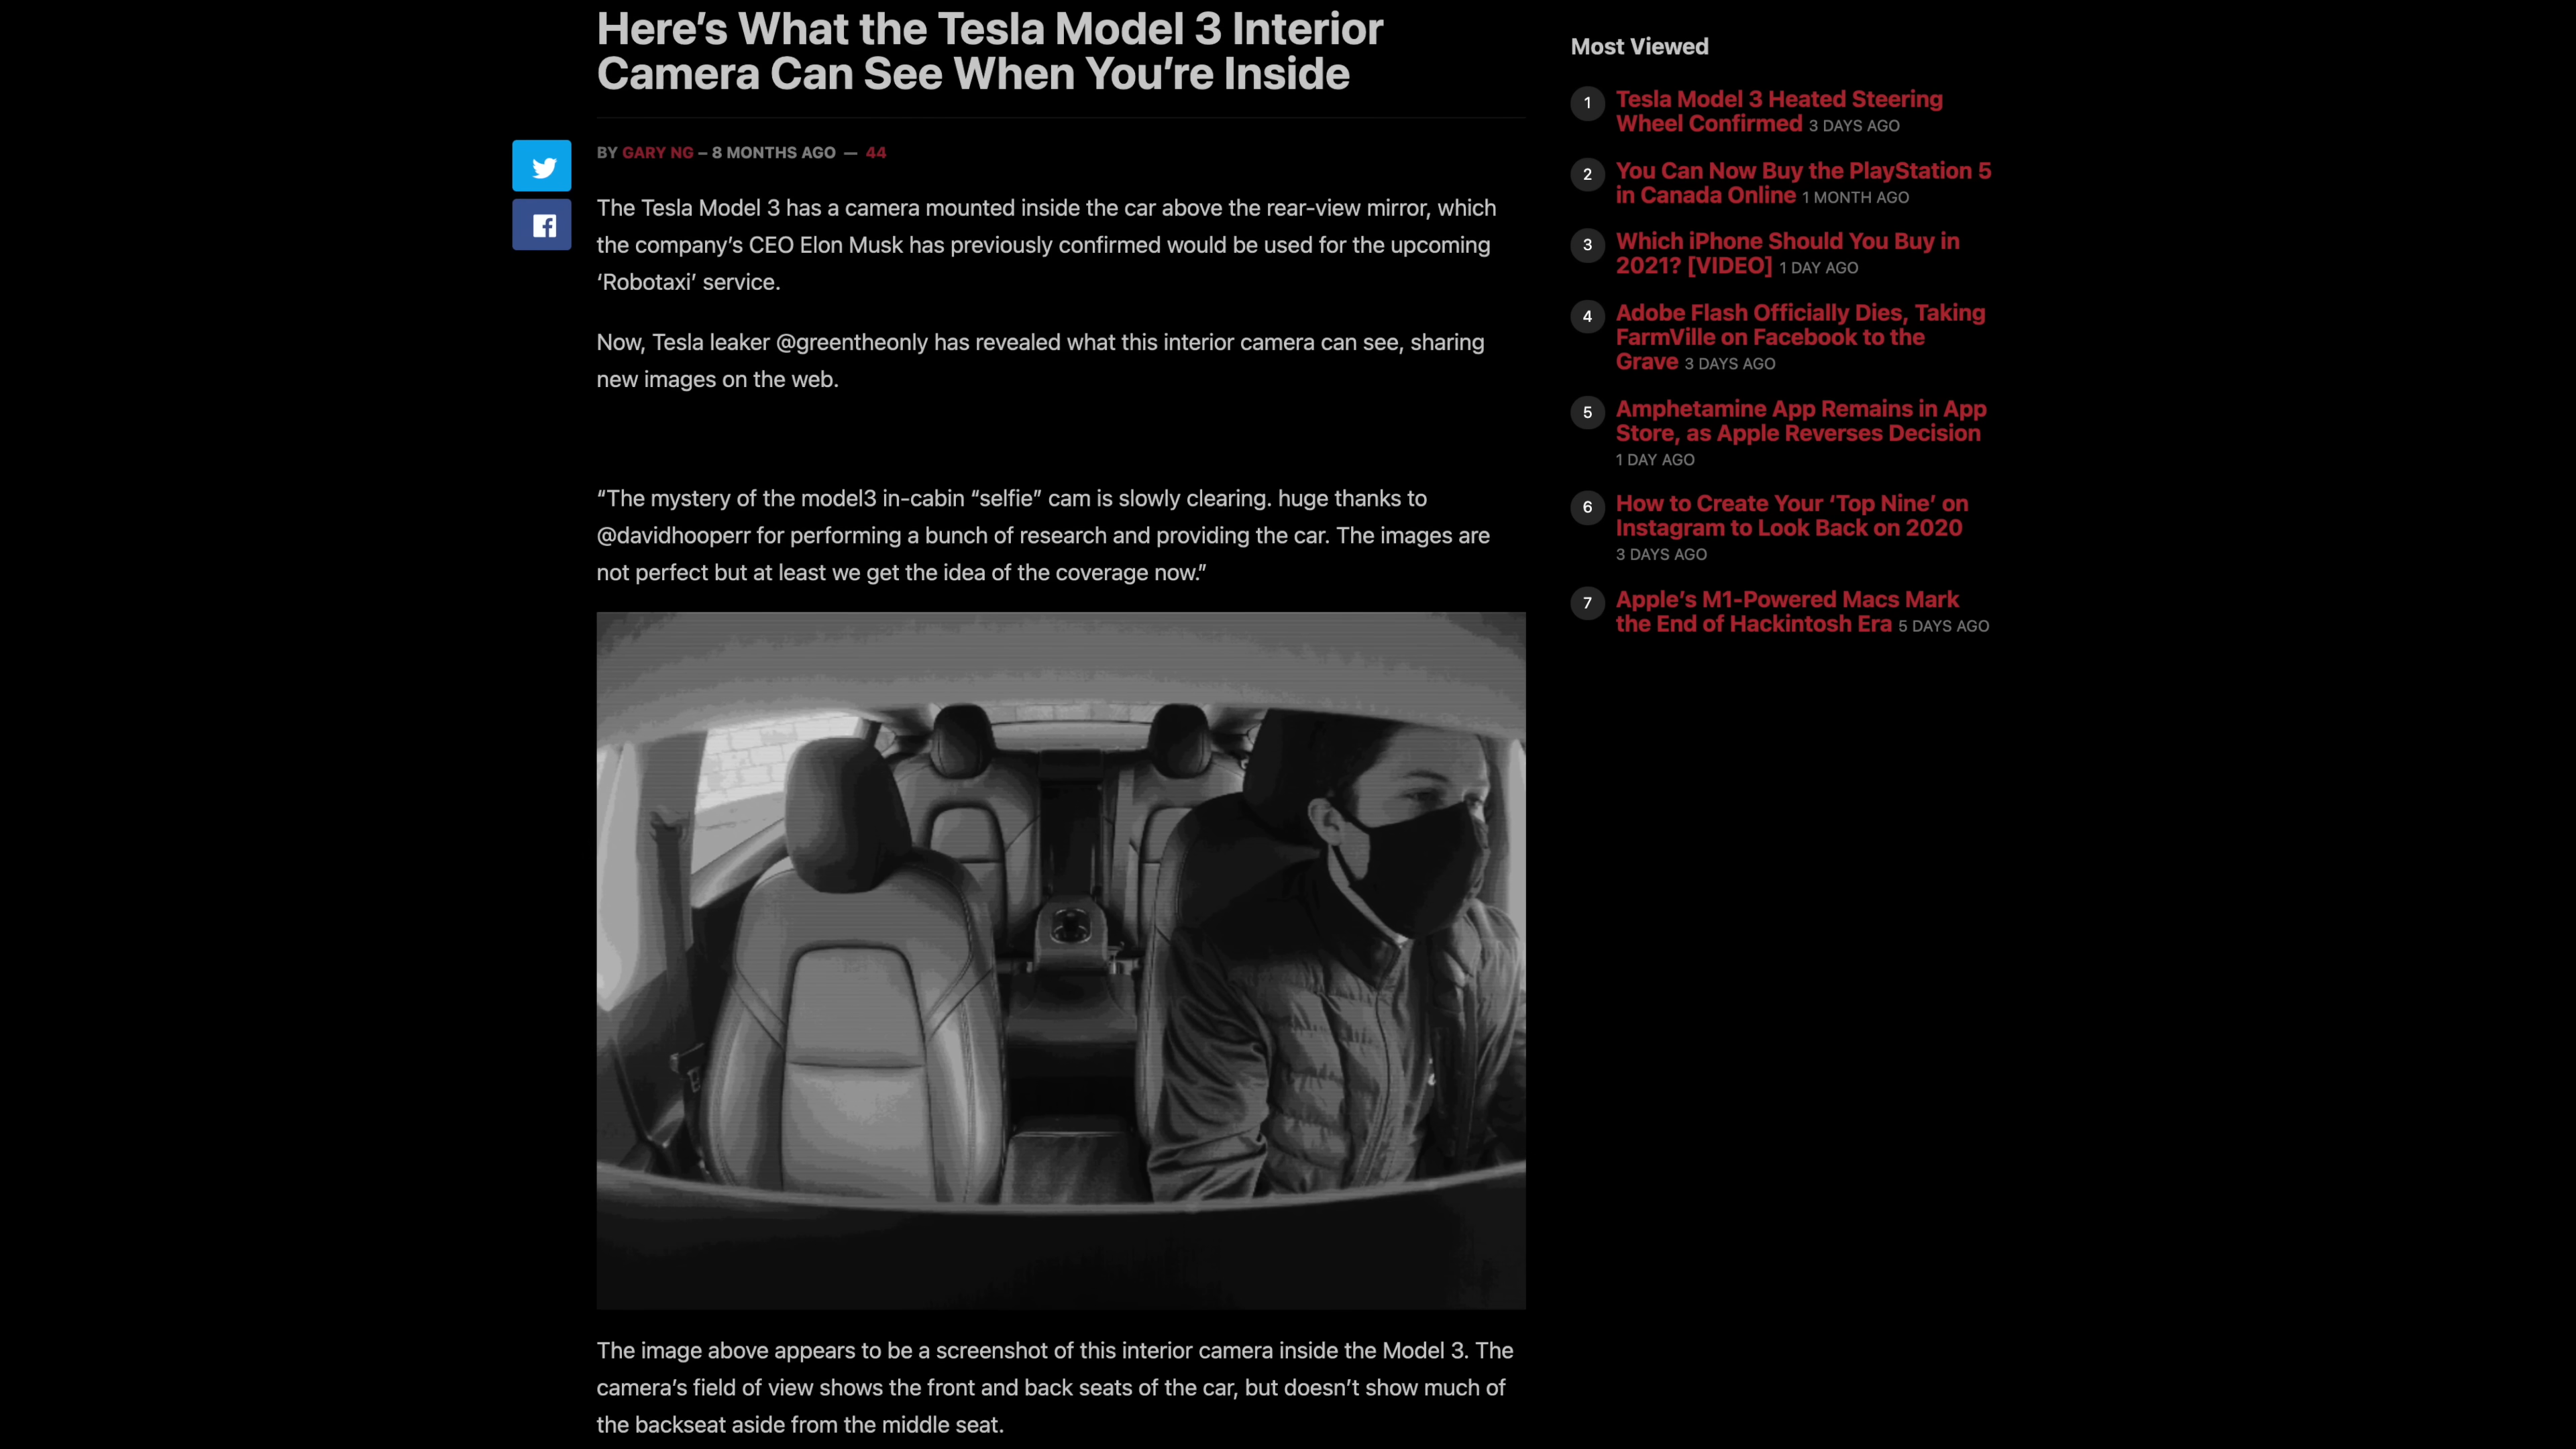 Here’s What the Tesla Model 3 Interior
Camera Can See When You’re Inside
BY GARY NG – 8 MONTHS AGO — 44
The Tesla Model 3 has a camera mounted inside the car above the rear-view mirror, which
the company’s CEO Elon Musk has previously confirmed would be used for the upcoming
‘Robotaxi’ service.
Now, Tesla leaker @greentheonly has revealed what this interior camera can see, sharing
new images on the web.
“The mystery of the model3 in-cabin “selfie” cam is slowly clearing. huge thanks to
@davidhooperr for performing a bunch of research and providing the car. The images are
not perfect but at least we get the idea of the coverage now.”
The image above appears to be a screenshot of this interior camera inside the Model 3. The
camera’s field of view shows the front and back seats of the car, but doesn’t show much of
the backseat aside from the middle seat.
Most Viewed
1 Tesla Model 3 Heated Steering
Wheel Confirmed 3 DAYS AGO
2 You Can Now Buy the PlayStation 5
in Canada Online 1 MONTH AGO
3 Which iPhone Should You Buy in
2021? [VIDEO] 1 DAY AGO
4 Adobe Flash Officially Dies, Taking
FarmVille on Facebook to the
Grave 3 DAYS AGO
5 Amphetamine App Remains in App
Store, as Apple Reverses Decision
1 DAY AGO
6 How to Create Your ‘Top Nine’ on
Instagram to Look Back on 2020
3 DAYS AGO
7 Apple’s M1-Powered Macs Mark
the End of Hackintosh Era 5 DAYS AGO